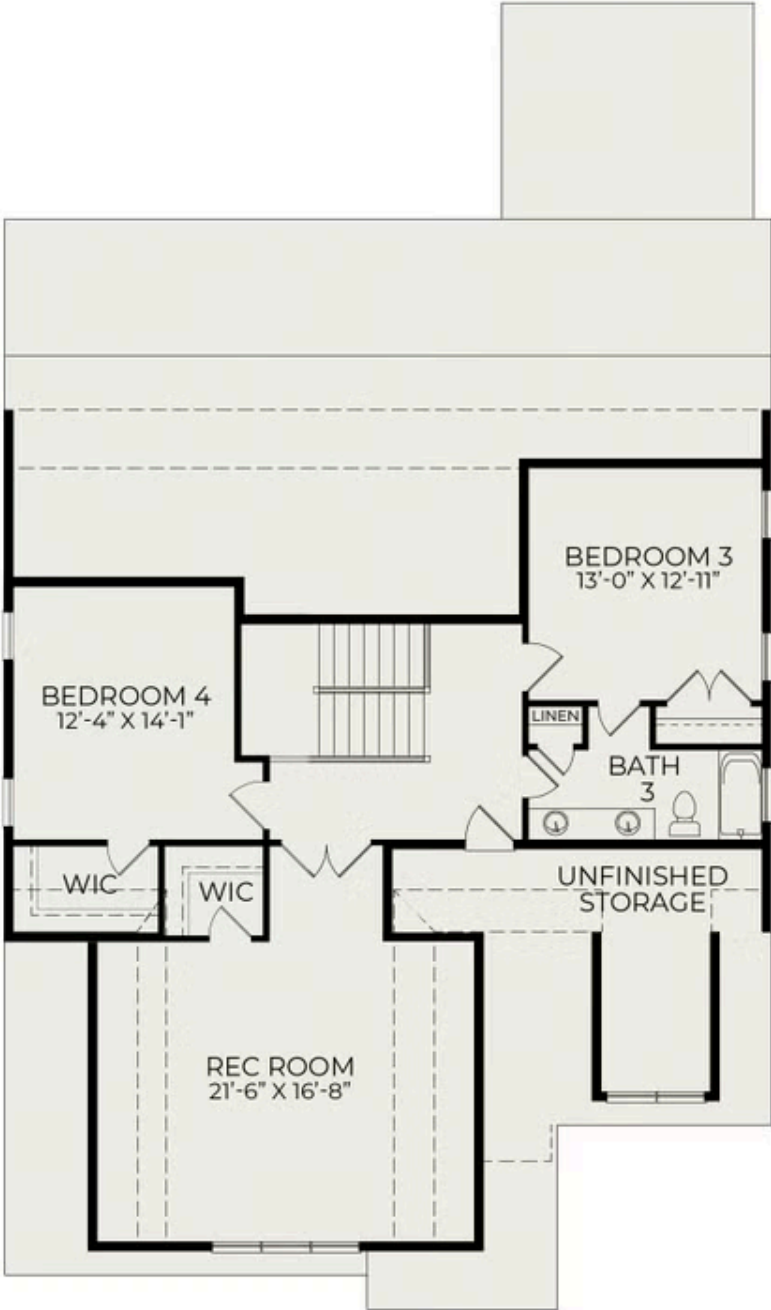 BEDROOM 3
13'-0" X 12'-11"
BEDROOM 4
12'-4" X 14'-1"
LINEN
BATH
3
WIC
WIC
UNFINISHED
STORAGE
REC ROOM
21'-6" X 16'-8"